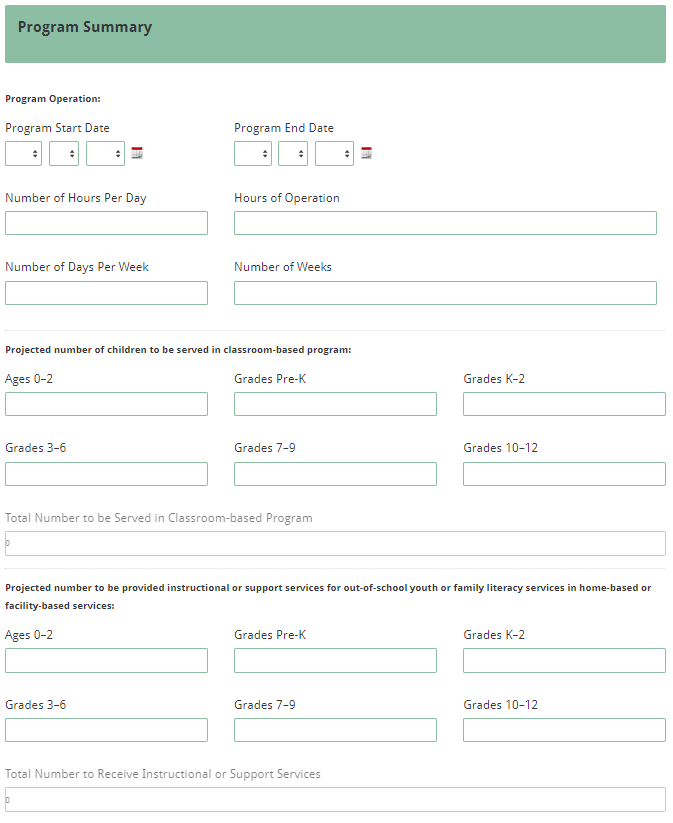 Program Summary
Program Operation:
Program Start Date Program End Date
Number of Hours Per Day Hours of Operation
Number of Days Per Week Number of Weeks
Projected number of children to be served in classroom-based program:
Ages 0–2 Grades Pre-K Grades K–2
Grades 3–6 Grades 7–9 Grades 10–12
Total Number to be Served in Classroom-based Program
0
Projected number to be provided instructional or support services for out-of-school youth or family literacy services in home-based or
facility-based services:
Ages 0–2 Grades Pre-K Grades K–2
Grades 3–6 Grades 7–9 Grades 10–12
Total Number to Receive Instructional or Support Services
0